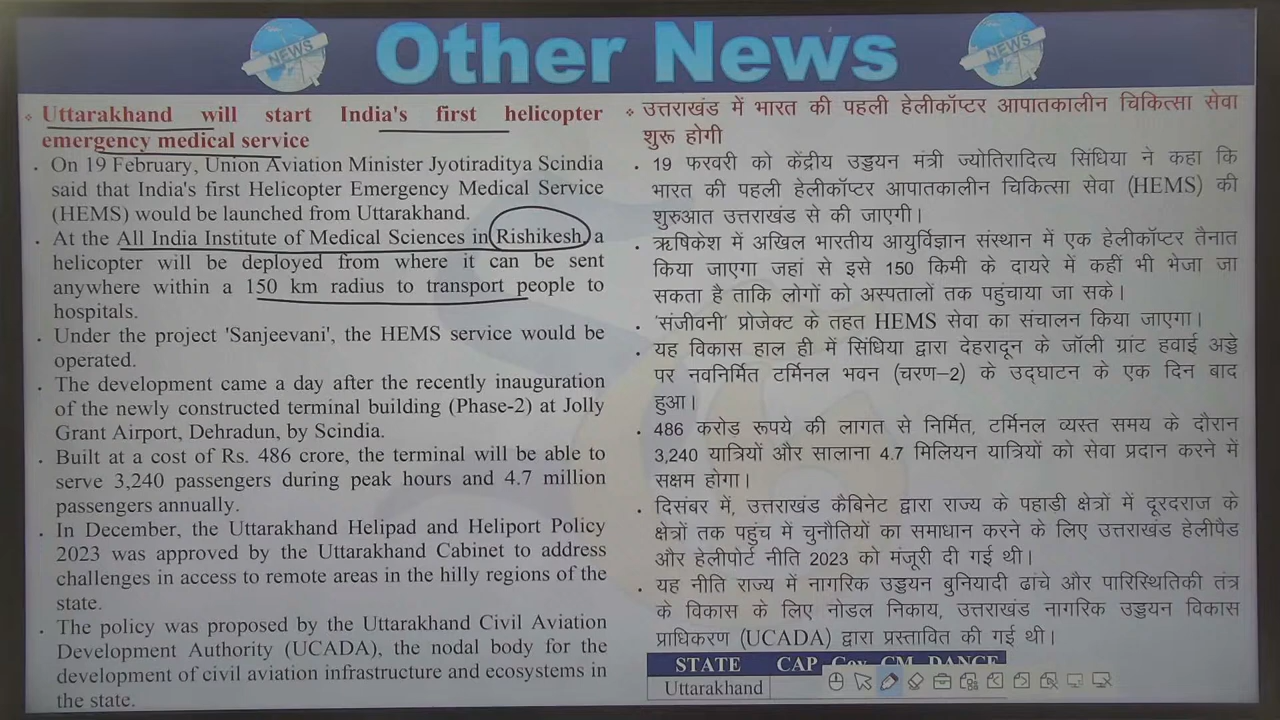 NEWS
Other News
NEWS
❖ Uttarakhand will start India's first helicopter
emergency medical service
• On 19 February, Union Aviation Minister Jyotiraditya Scindia
said that India's first Helicopter Emergency Medical Service
(HEMS) would be launched from Uttarakhand.
• At the All India Institute of Medical Sciences in Rishikesh a
helicopter will be deployed from where it can be sent
anywhere within a 150 km radius to transport people to
hospitals.
• Under the project 'Sanjeevani', the HEMS service would be
operated.
• The development came a day after the recently inauguration
of the newly constructed terminal building (Phase-2) at Jolly
Grant Airport, Dehradun, by Scindia.
• Built at a cost of Rs. 486 crore, the terminal will be able to
serve 3,240 passengers during peak hours and 4.7 million
passengers annually.
• In December, the Uttarakhand Helipad and Heliport Policy
2023 was approved by the Uttarakhand Cabinet to address
challenges in access to remote areas in the hilly regions of the
state.
• The policy was proposed by the Uttarakhand Civil Aviation
Development Authority (UCADA), the nodal body for the
development of civil aviation infrastructure and ecosystems in
the state.
❖ उत्तराखंड में भारत की पहली हेलीकॉप्टर आपातकालीन चिकित्सा सेवा
शुरू होगी
• 19 फरवरी को केंद्रीय उड्डयन मंत्री ज्योतिरादित्य सिंधिया ने कहा कि
भारत की पहली हेलीकॉप्टर आपातकालीन चिकित्सा सेवा (HEMS) की
शुरुआत उत्तराखंड से की जाएगी।
• ऋषिकेश में अखिल भारतीय आयुर्विज्ञान संस्थान में एक हेलीकॉप्टर तैनात
किया जाएगा जहां से इसे 150 किमी के दायरे में कहीं भी भेजा जा
सकता है ताकि लोगों को अस्पतालों तक पहुंचाया जा सके।
• 'संजीवनी' प्रोजेक्ट के तहत HEMS सेवा का संचालन किया जाएगा।
• यह विकास हाल ही में सिंधिया द्वारा देहरादून के जॉली ग्रांट हवाई अड्डे
पर नवनिर्मित टर्मिनल भवन (चरण–2) के उद्घाटन के एक दिन बाद
हुआ।
• 486 करोड़ रूपये की लागत से निर्मित, टर्मिनल व्यस्त समय के दौरान
3,240 यात्रियों और सालाना 4.7 मिलियन यात्रियों को सेवा प्रदान करने में
सक्षम होगा।
• दिसंबर में, उत्तराखंड कैबिनेट द्वारा राज्य के पहाड़ी क्षेत्रों में दूरदराज के
क्षेत्रों तक पहुंच में चुनौतियों का समाधान करने के लिए उत्तराखंड हेलीपैड
और हेलीपोर्ट नीति 2023 को मंजूरी दी गई थी।
• यह नीति राज्य में नागरिक उड्डयन बुनियादी ढांचे और पारिस्थितिकी तंत्र
के विकास के लिए नोडल निकाय, उत्तराखंड नागरिक उड्डयन विकास
प्राधिकरण (UCADA) द्वारा प्रस्तावित की गई थी।
STATE CAP Gov CM DANCE
Uttarakhand